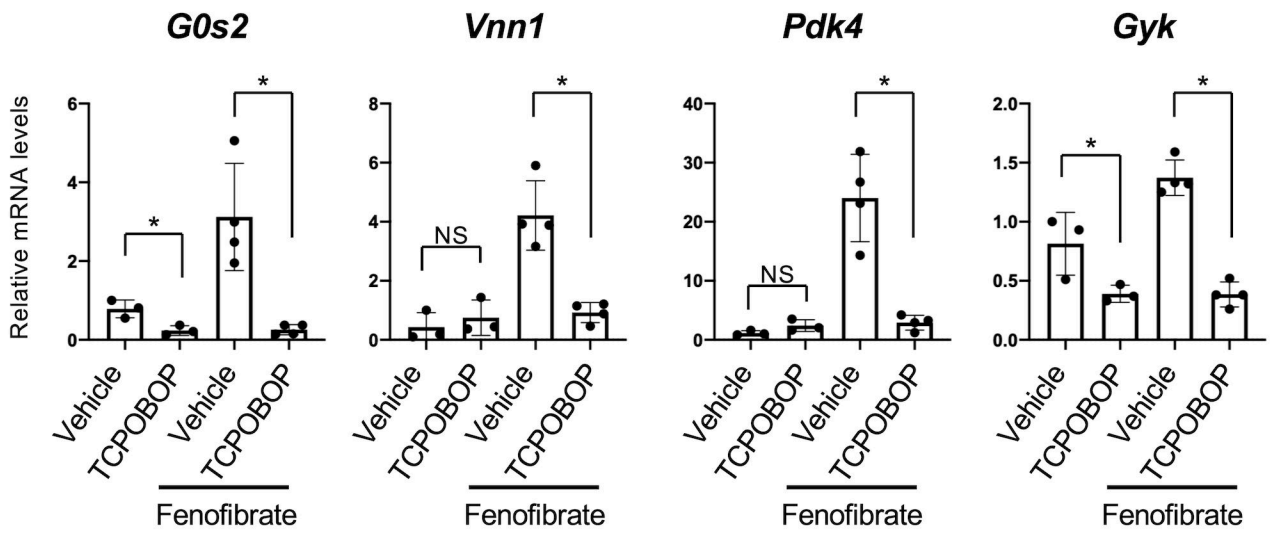 G0s2
Vnn1
Pdk4
Gyk
Relative mRNA levels
6
4
2
0
*
*
Vehicle
TCPOBOP
Vehicle
TCPOBOP
Fenofibrate
8
6
4
2
0
NS
*
Vehicle
TCPOBOP
Vehicle
TCPOBOP
Fenofibrate
40
30
20
10
0
NS
*
Vehicle
TCPOBOP
Vehicle
TCPOBOP
Fenofibrate
2.0
1.5
1.0
0.5
0.0
*
*
Vehicle
TCPOBOP
Vehicle
TCPOBOP
Fenofibrate